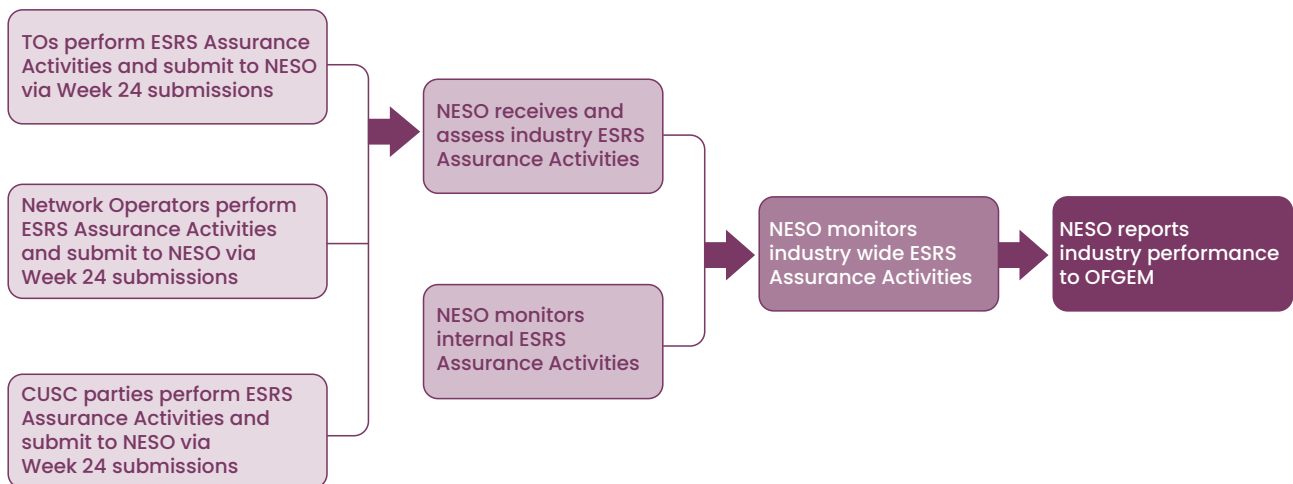 TOs perform ESRS Assurance
Activities and submit to NESO
via Week 24 submissions
Network Operators perform
ESRS Assurance Activities
and submit to NESO via
Week 24 submissions
CUSC parties perform ESRS
Assurance Activities and
submit to NESO via
Week 24 submissions
NESO receives and
assess industry ESRS
Assurance Activities
NESO monitors
internal ESRS
Assurance Activities
NESO monitors
industry wide ESRS
Assurance Activities
NESO reports
industry performance
to OFGEM